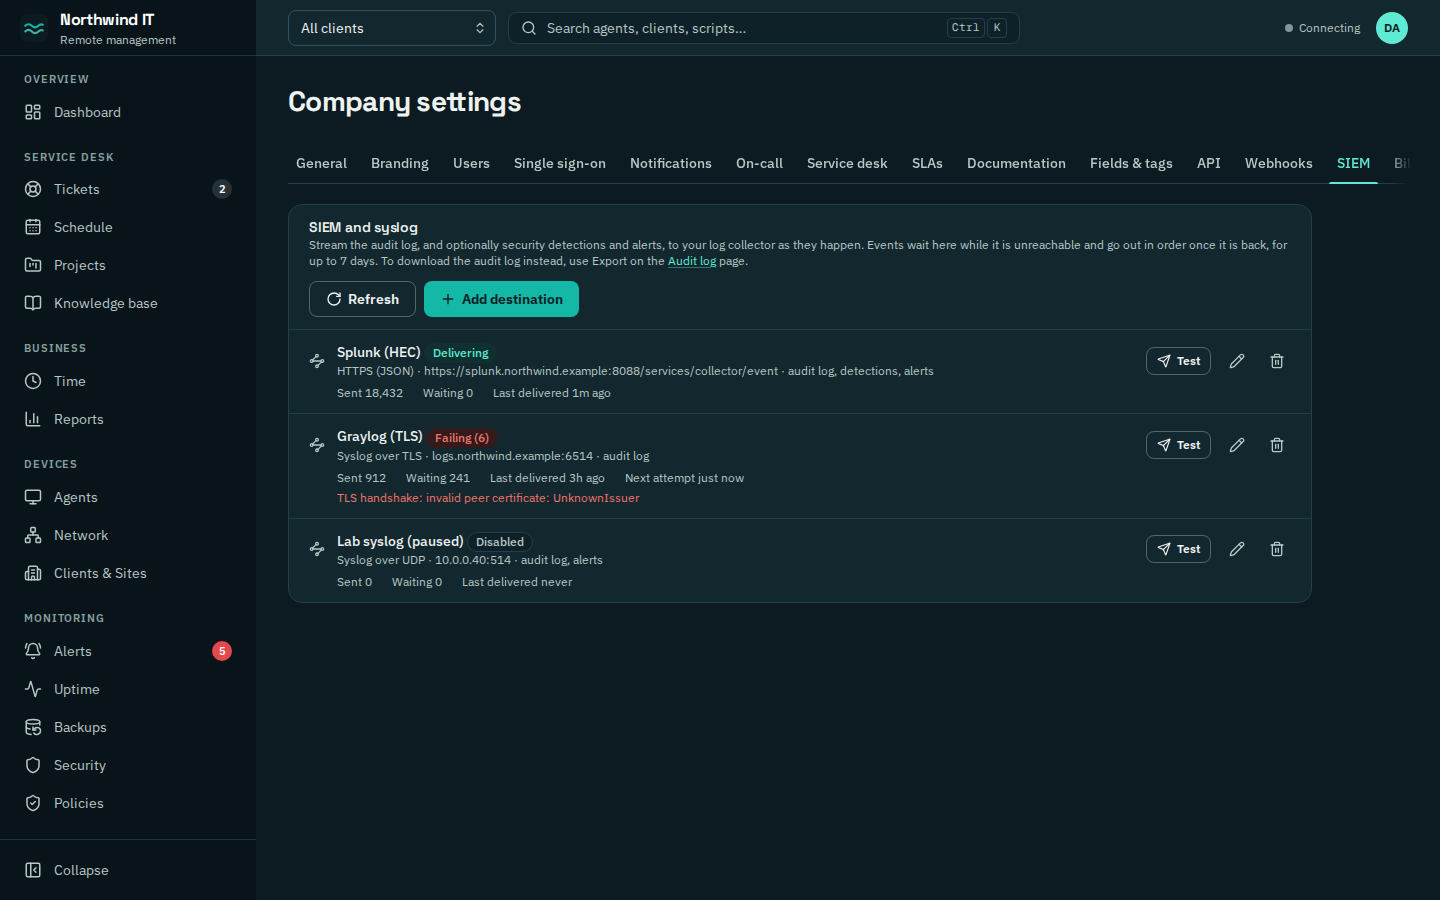 Northwind IT
Remote management
All clients
Search agents, clients, scripts...
Ctrl K
Connecting
DA
OVERVIEW
Dashboard
SERVICE DESK
Tickets 2
Schedule
Projects
Knowledge base
BUSINESS
Time
Reports
DEVICES
Agents
Network
Clients & Sites
MONITORING
Alerts 5
Uptime
Backups
Security
Policies
Collapse
Company settings
General Branding Users Single sign-on Notifications On-call Service desk SLAs Documentation Fields & tags API Webhooks SIEM
SIEM and syslog
Stream the audit log, and optionally security detections and alerts, to your log collector as they happen. Events wait here while it is unreachable and go out in order once it is back, for
up to 7 days. To download the audit log instead, use Export on the Audit log page.
Refresh Add destination
Splunk (HEC) Delivering
HTTPS (JSON) · https://splunk.northwind.example:8088/services/collector/event · audit log, detections, alerts
Sent 18,432 Waiting 0 Last delivered 1m ago
Test
Graylog (TLS) Failing (6)
Syslog over TLS · logs.northwind.example:6514 · audit log
Sent 912 Waiting 241 Last delivered 3h ago Next attempt just now
TLS handshake: invalid peer certificate: UnknownIssuer
Test
Lab syslog (paused) Disabled
Syslog over UDP · 10.0.0.40:514 · audit log, alerts
Sent 0 Waiting 0 Last delivered never
Test